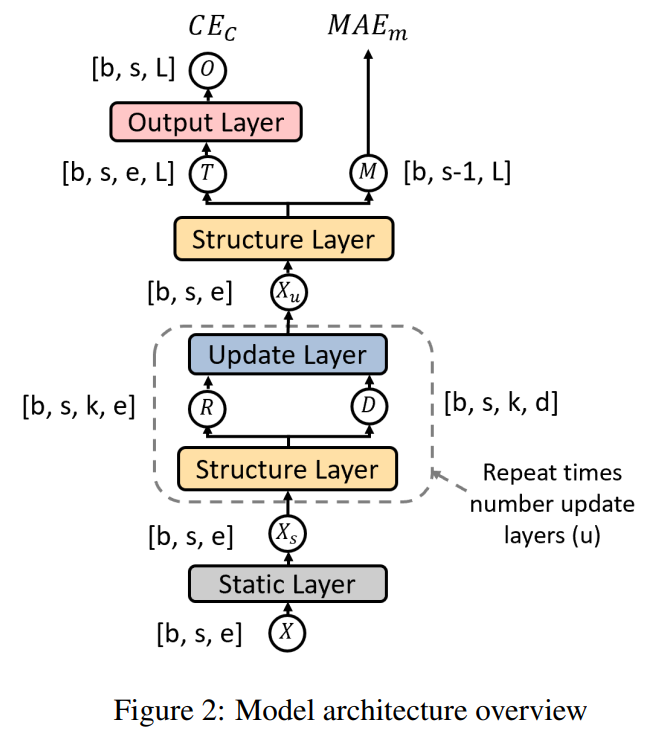 CE_C MAE_m
[b, s, L] O
Output Layer
[b, s, e, L] T M [b, s-1, L]
Structure Layer
[b, s, e] X_u
Update Layer
[b, s, k, e] R D [b, s, k, d]
Structure Layer
Repeat times
number update
layers (u)
[b, s, e] X_s
Static Layer
[b, s, e] X
Figure 2: Model architecture overview